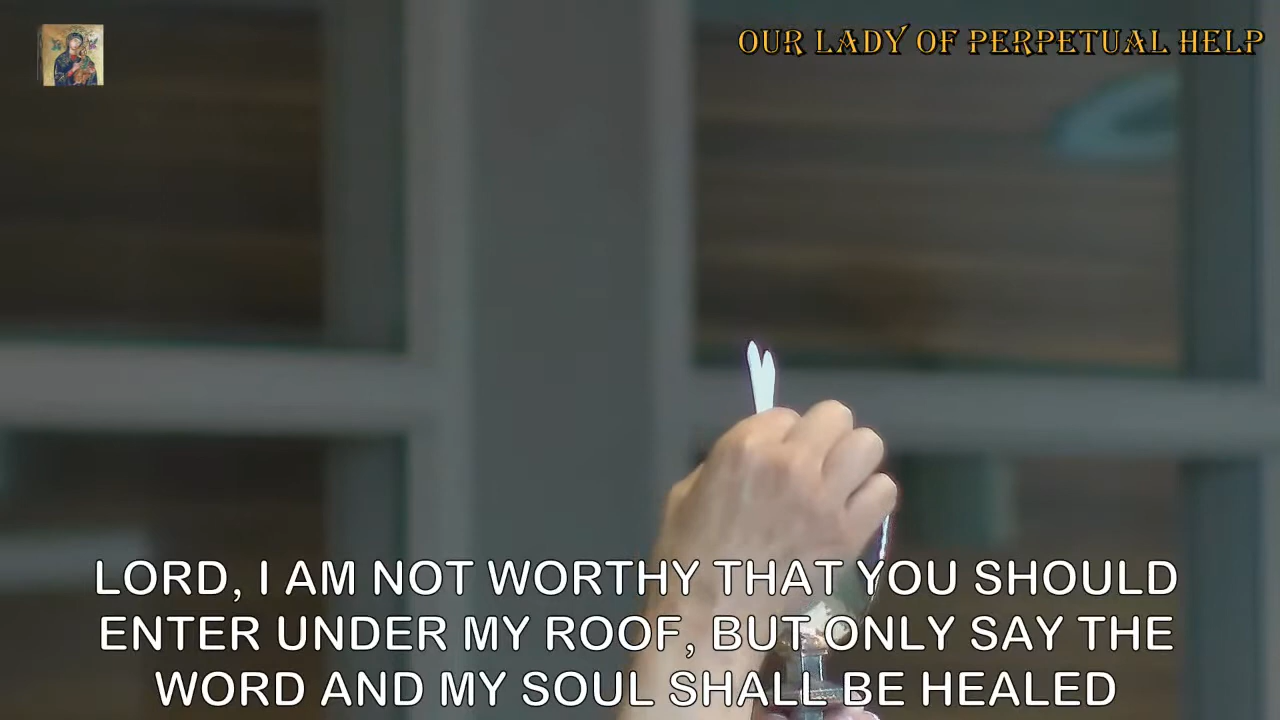 OUR LADY OF PERPETUAL HELP
LORD, I AM NOT WORTHY THAT YOU SHOULD
ENTER UNDER MY ROOF, BUT ONLY SAY THE
WORD AND MY SOUL SHALL BE HEALED